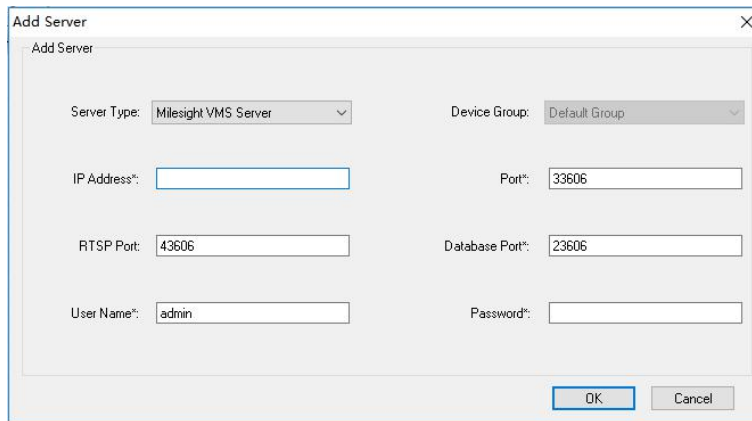 Add Server
Add Server
Server Type: Milesight VMS Server Device Group: Default Group
IP Address*: Port*: 33606
RTSP Port: 43606 Database Port*: 23606
User Name*: admin Password*:
OK Cancel